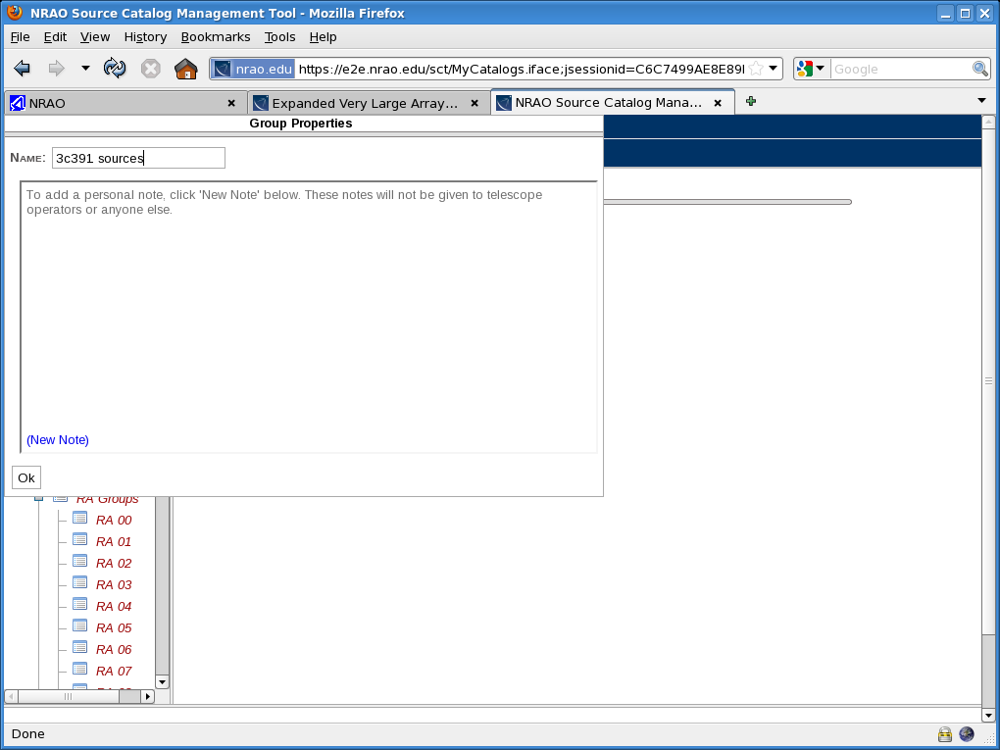 NRAO Source Catalog Management Tool - Mozilla Firefox
File Edit View History Bookmarks Tools Help
nrao.edu https://e2e.nrao.edu/sct/MyCatalogs.iface;jsessionid=C6C7499AE8E89I Google
NRAO Expanded Very Large Array... NRAO Source Catalog Mana...
Group Properties
NAME: 3c391 sources
To add a personal note, click 'New Note' below. These notes will not be given to telescope
operators or anyone else.
(New Note)
Ok
RA Groups
RA 00
RA 01
RA 02
RA 03
RA 04
RA 05
RA 06
RA 07
Done